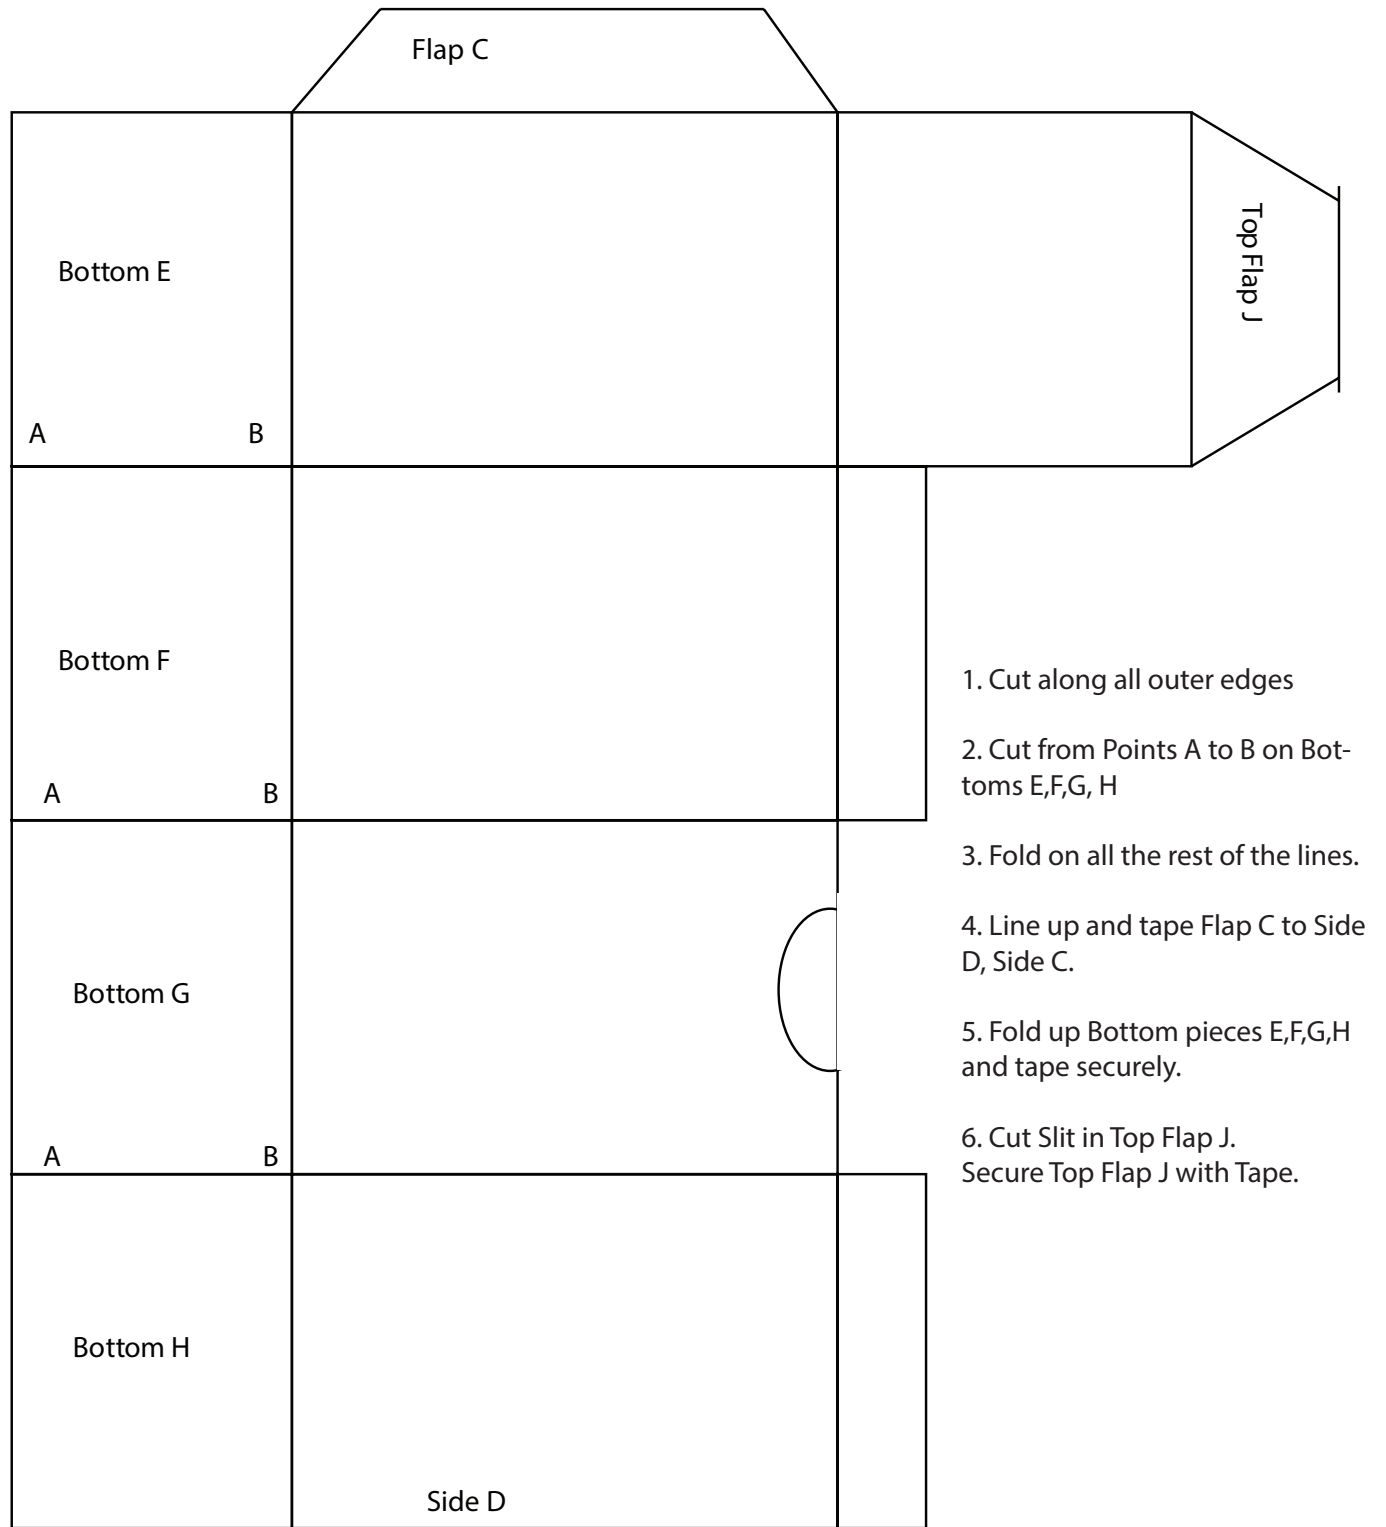 Flap C
Top Flap J
Bottom E
A B
Bottom F
A B
1. Cut along all outer edges
2. Cut from Points A to B on Bot-
toms E,F,G, H
3. Fold on all the rest of the lines.
4. Line up and tape Flap C to Side
D, Side C.
5. Fold up Bottom pieces E,F,G,H
and tape securely.
6. Cut Slit in Top Flap J.
Secure Top Flap J with Tape.
Bottom G
A B
Bottom H
Side D